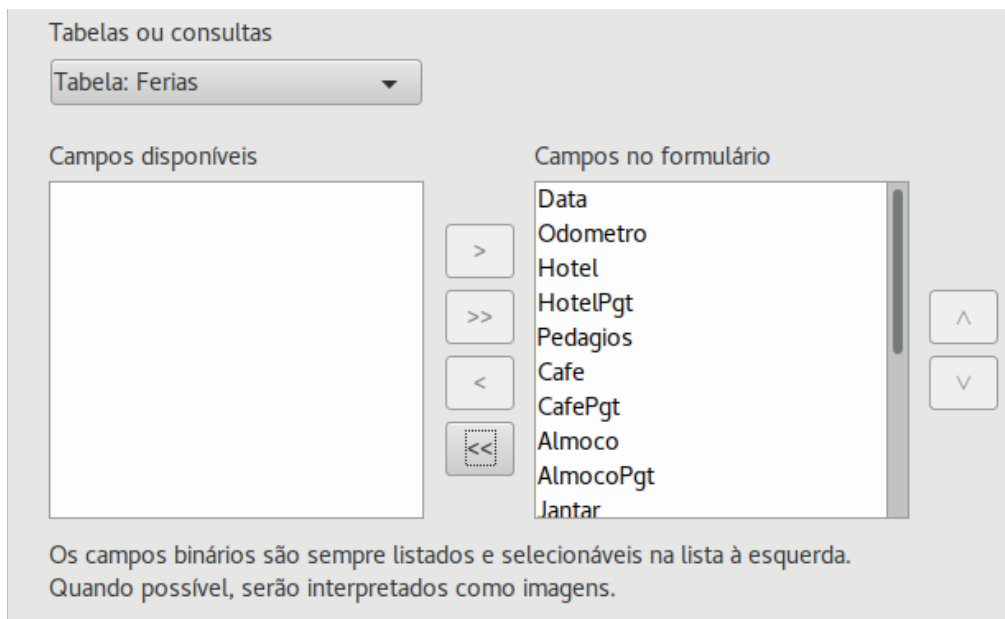 Tabelas ou consultas
Tabela: Ferias
Campos disponíveis
Campos no formulário
Data
Odometro
Hotel
HotelPgt
Pedagios
Cafe
CafePgt
Almoco
AlmocoPgt
Jantar
>
>>
<
<<
^
v
Os campos binários são sempre listados e selecionáveis na lista à esquerda.
Quando possível, serão interpretados como imagens.